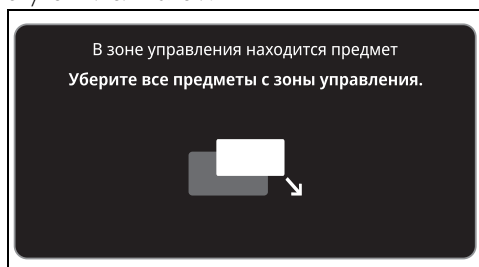 В зоне управления находится предмет
Уберите все предметы с зоны управления.